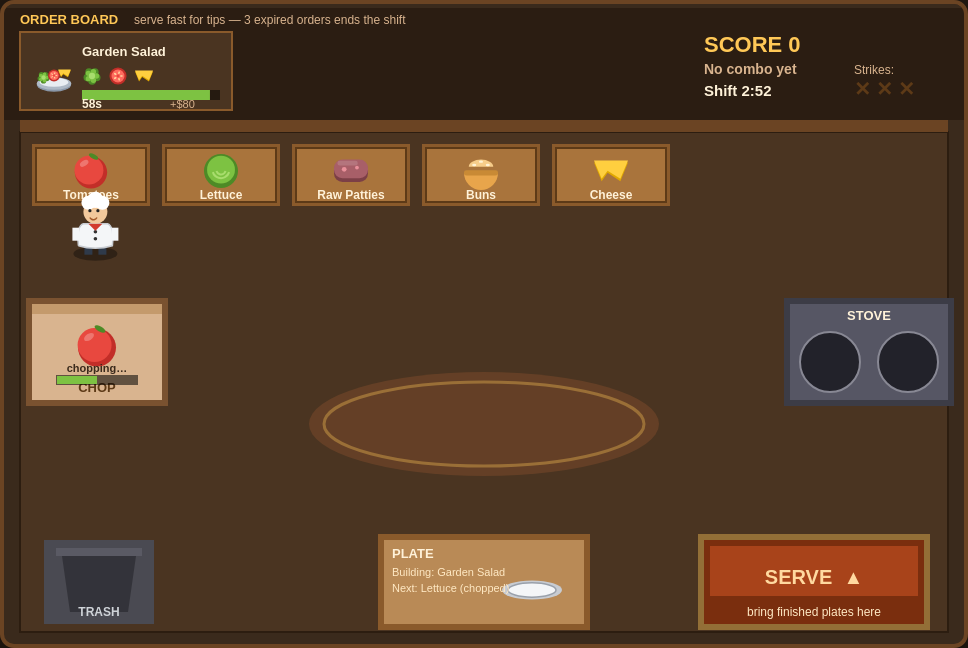 ORDER BOARD serve fast for tips — 3 expired orders ends the shift
Garden Salad
58s +$80
SCORE 0
No combo yet
Shift 2:52
Strikes:
Tomatoes
Lettuce
Raw Patties
Buns
Cheese
chopping…
CHOP
STOVE
TRASH
PLATE
Building: Garden Salad
Next: Lettuce (chopped)
SERVE ▲
bring finished plates here